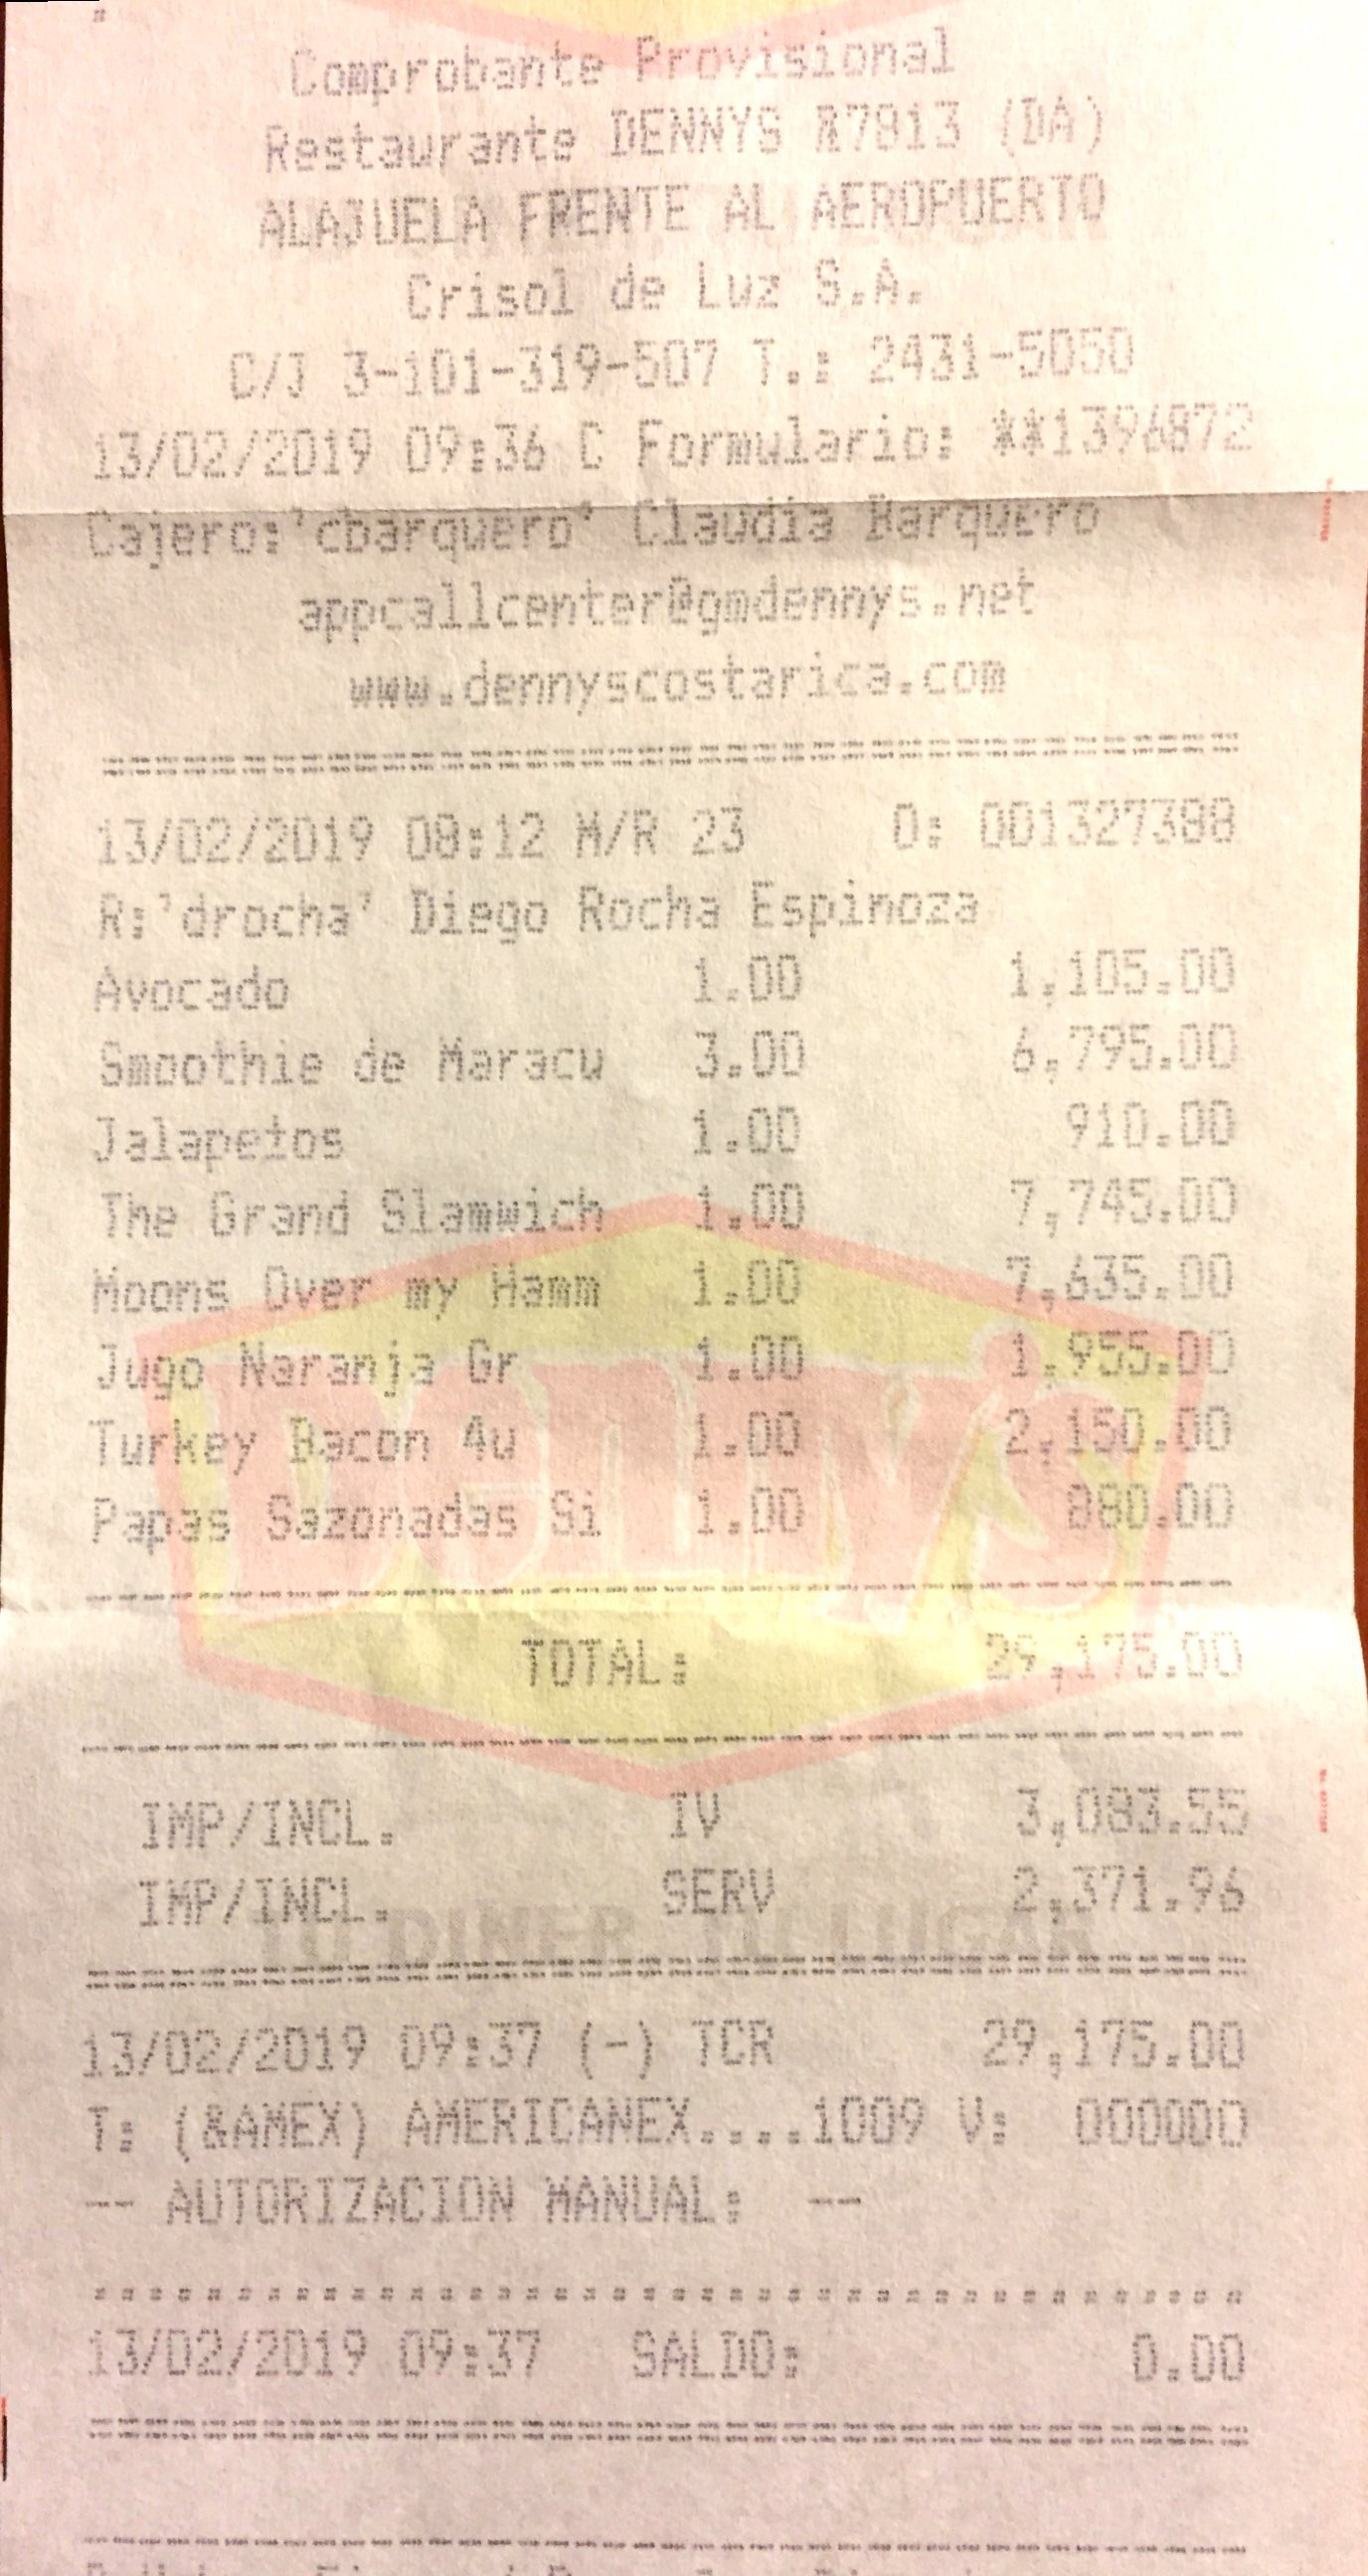 Comprobante Provisional
Restaurante DENNYS #7813 (DA)
ALAJUELA FRENTE AL AEROPUERTO
Crisol de Luz S.A.
C/J 3-101-319-507 T.: 2431-5050
13/02/2019 09:36 C Formulario: **1396872
Cajero:'cbarquero' Claudia Barquero
appcallcenter@gmdennys.net
www.dennyscostarica.com
13/02/2019 08:12 M/R 23 O: 001327388
R:'drocha' Diego Rocha Espinoza
Avocado 1.00 1,105.00
Smoothie de Maracu 3.00 6,795.00
Jalapetos 1.00 910.00
The Grand Slamwich 1.00 7,745.00
Moons Over my Hamm 1.00 7,635.00
Jugo Naranja Gr 1.00 1,955.00
Turkey Bacon 4u 1.00 2,150.00
Papas Sazonadas Si 1.00 880.00
Denny's
TOTAL: 29,175.00
IMP/INCL. IV 3,083.55
IMP/INCL. SERV 2,371.96
13/02/2019 09:37 (-) TCR 29,175.00
T: (&AMEX) AMERICANEX....1009 V: 000000
-- AUTORIZACION MANUAL: --
13/02/2019 09:37 SALDO: 0.00